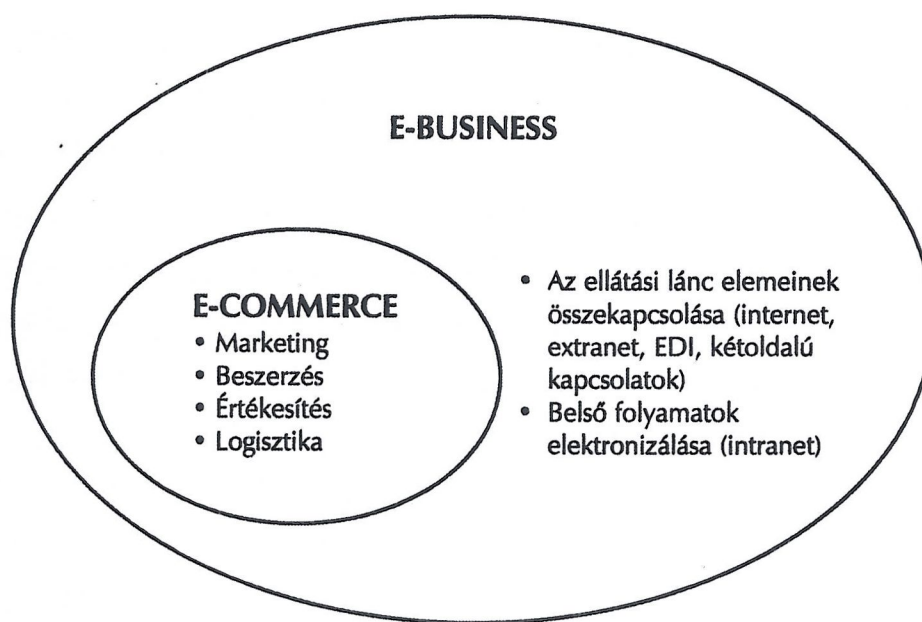 E-BUSINESS
E-COMMERCE
• Marketing
• Beszerzés
• Értékesítés
• Logisztika
• Az ellátási lánc elemeinek
összekapcsolása (internet,
extranet, EDI, kétoldalú
kapcsolatok)
• Belső folyamatok
elektronizálása (intranet)